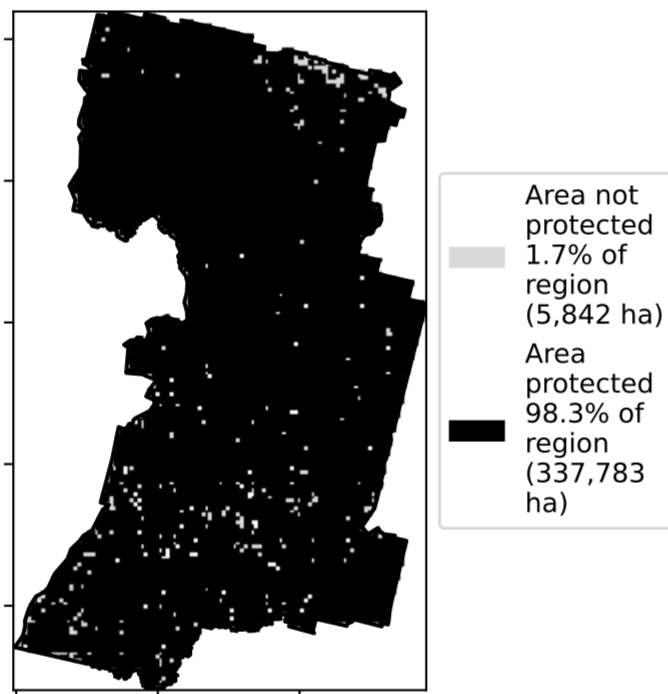 Area not
protected
1.7% of
region
(5,842 ha)
Area
protected
98.3% of
region
(337,783
ha)